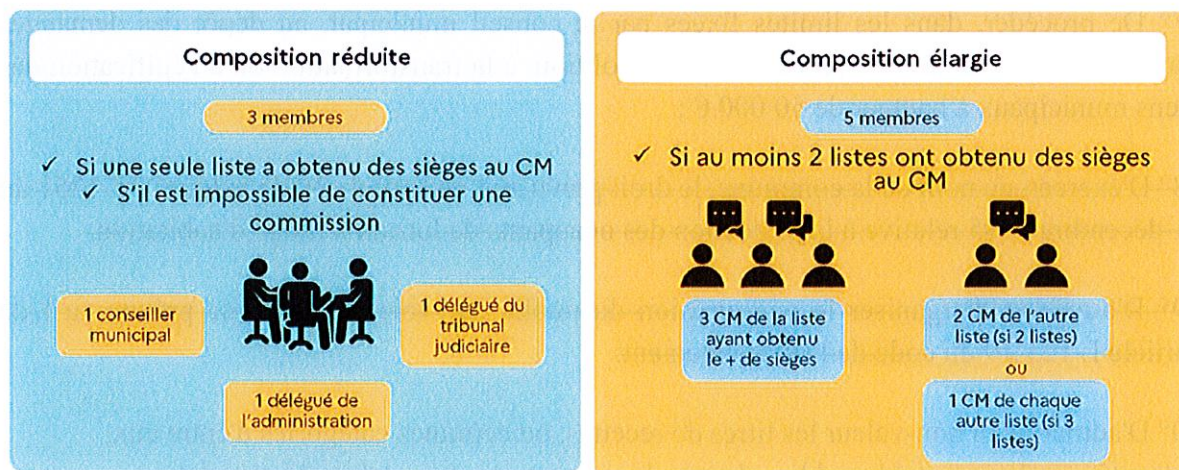 Composition réduite
3 membres
✓ Si une seule liste a obtenu des sièges au CM
✓ S'il est impossible de constituer une
commission
1 conseiller
municipal
1 délégué du
tribunal
judiciaire
1 délégué de
l'administration
Composition élargie
5 membres
✓ Si au moins 2 listes ont obtenu des sièges
au CM
3 CM de la liste
ayant obtenu
le + de sièges
2 CM de l'autre
liste (si 2 listes)
ou
1 CM de chaque
autre liste (si 3
listes)